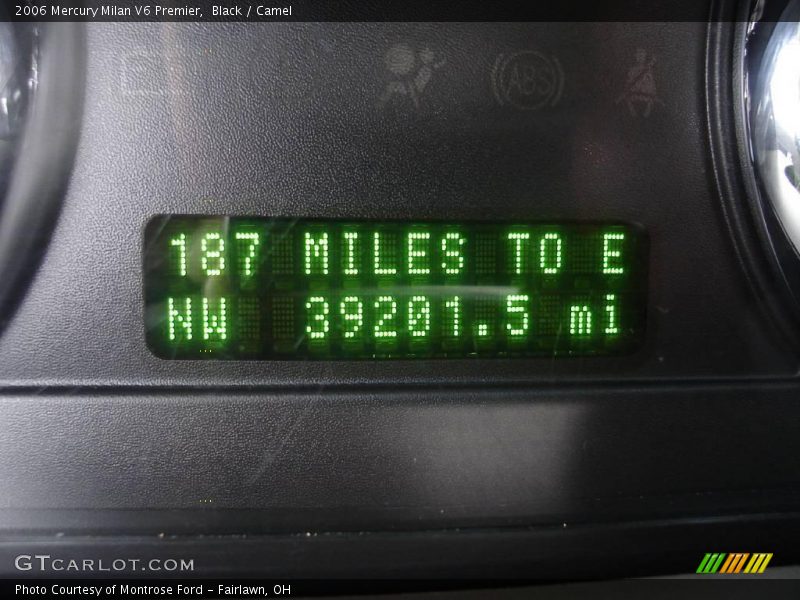 2006 Mercury Milan V6 Premier, Black / Camel
ABS
187 MILES TO E
NW 39201.5 mi
GTCARLOT.COM
Photo Courtesy of Montrose Ford - Fairlawn, OH